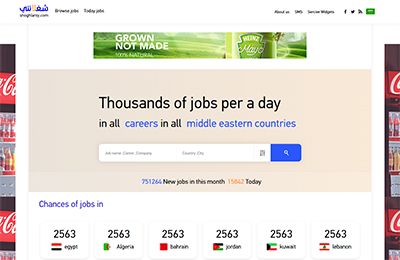 شغلانتي
shoghlanty.com
Browse jobs Today jobs
About us SMS Service Widgets
GROWN
NOT MADE
100% NATURAL
HEINZ
Thousands of jobs per a day
in all careers in all middle eastern countries
Job name ,Career ,Company Country ,City
751264 New jobs in this month 15842 Today
Chances of jobs in
2563 2563 2563 2563 2563 2563
egypt Algeria bahrain jordan kuwait lebanon
Coca-Cola